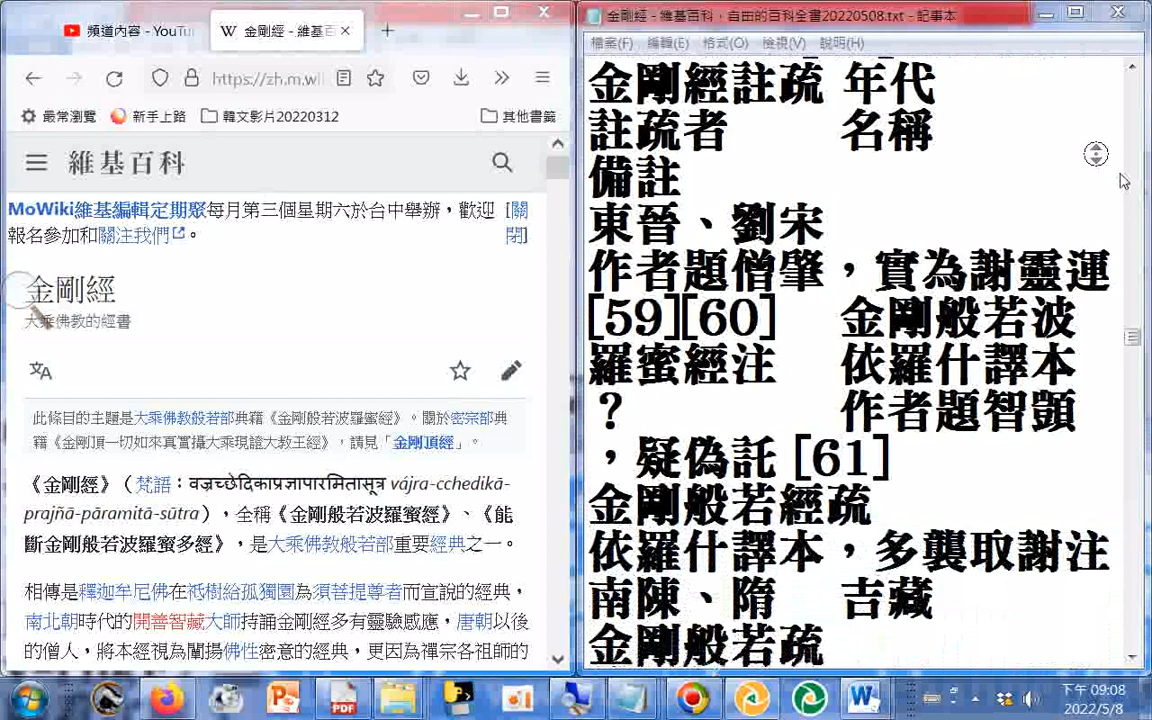 頻道內容 - YouTu
金剛經 - 維基百
https://zh.m.wil
最常瀏覽
新手上路
韓文影片20220312
其他書籤
維基百科
MoWiki維基編輯定期聚每月第三個星期六於台中舉辦，歡迎
報名參加和關注我們。
[關
閉]
金剛經
大乘佛教的經書
此條目的主題是大乘佛教般若部典籍《金剛般若波羅蜜經》。關於密宗部典
籍《金剛頂一切如來真實攝大乘現證大教王經》，請見「金剛頂經」。
《金剛經》（梵語：वज्रच्छेदिकाप्रज्ञापारमितासूत्र vájra-cchedikā-
prajñā-pāramitā-sūtra），全稱《金剛般若波羅蜜經》、《能
斷金剛般若波羅蜜多經》，是大乘佛教般若部重要經典之一。
相傳是釋迦牟尼佛在祇樹給孤獨園為須菩提尊者而宣說的經典，
南北朝時代的開善智藏大師持誦金剛經多有靈驗感應，唐朝以後
的僧人，將本經視為闡揚佛性密意的經典，更因為禪宗各祖師的
金剛經 - 維基百科，自由的百科全書20220508.txt - 記事本
檔案(F) 編輯(E) 格式(O) 檢視(V) 說明(H)
金剛經註疏 年代
註疏者 名稱
備註
東晉、劉宋
作者題僧肇，實為謝靈運
[59][60] 金剛般若波
羅蜜經注 依羅什譯本
？ 作者題智顗
，疑偽託 [61]
金剛般若經疏
依羅什譯本，多襲取謝注
南陳、隋 吉藏
金剛般若疏
下午 09:08
2022/5/8